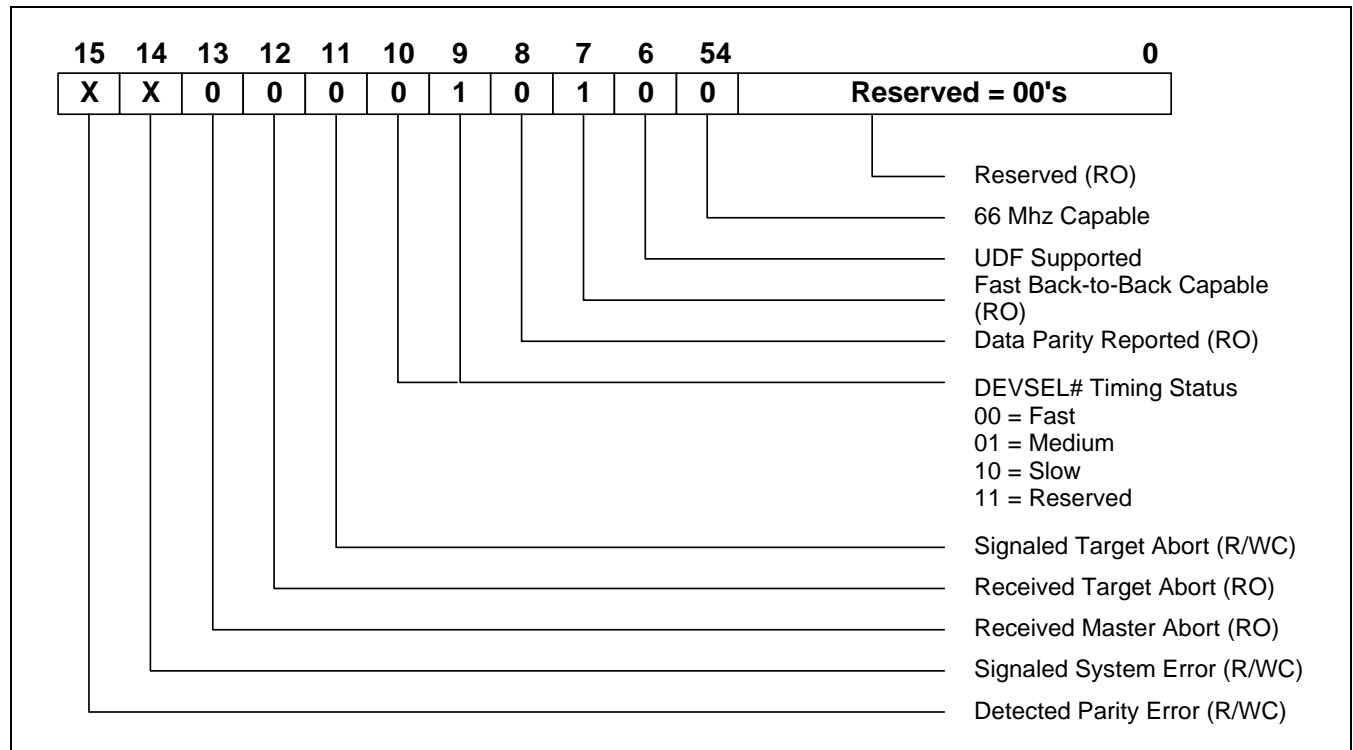 15 14 13 12 11 10 9 8 7 6 54 0
X X 0 0 0 0 1 0 1 0 0 Reserved = 00's
Reserved (RO)
66 Mhz Capable
UDF Supported
Fast Back-to-Back Capable
(RO)
Data Parity Reported (RO)
DEVSEL# Timing Status
00 = Fast
01 = Medium
10 = Slow
11 = Reserved
Signaled Target Abort (R/WC)
Received Target Abort (RO)
Received Master Abort (RO)
Signaled System Error (R/WC)
Detected Parity Error (R/WC)